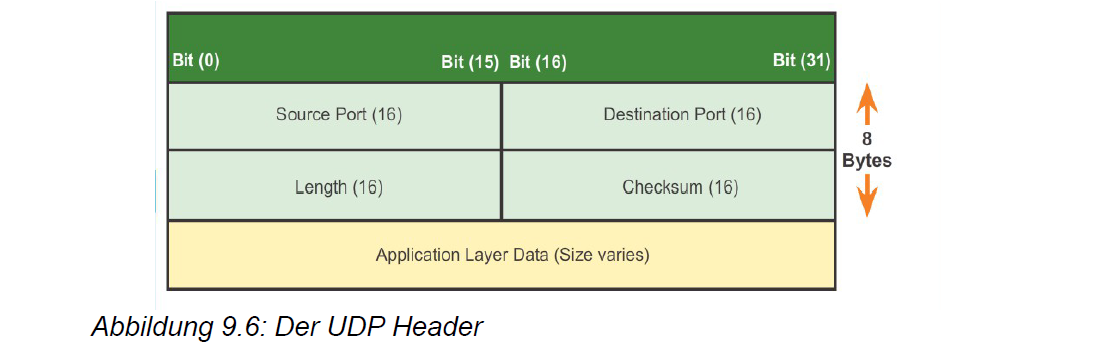 Bit (0) Bit (15) Bit (16) Bit (31)
Source Port (16) Destination Port (16)
8
Bytes
Length (16) Checksum (16)
Application Layer Data (Size varies)
Abbildung 9.6: Der UDP Header